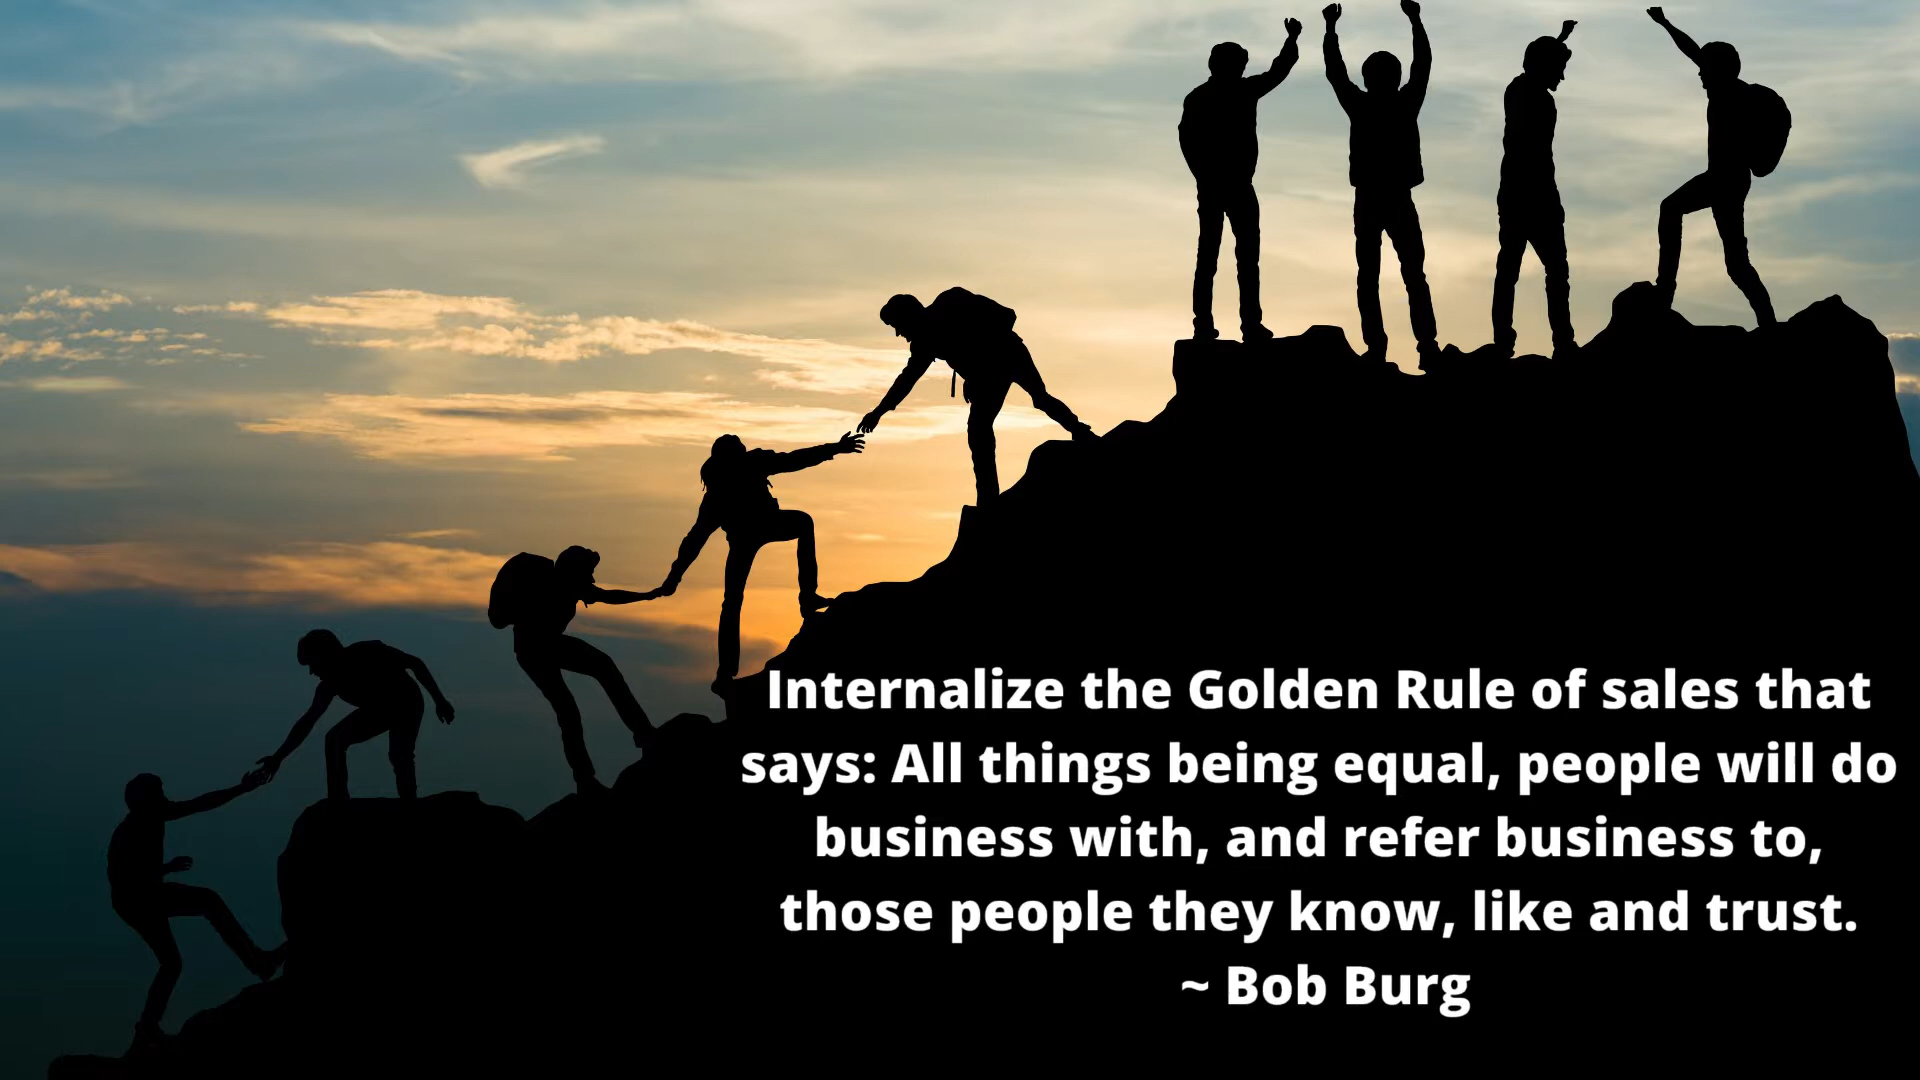 Internalize the Golden Rule of sales that
says: All things being equal, people will do
business with, and refer business to,
those people they know, like and trust.
~ Bob Burg